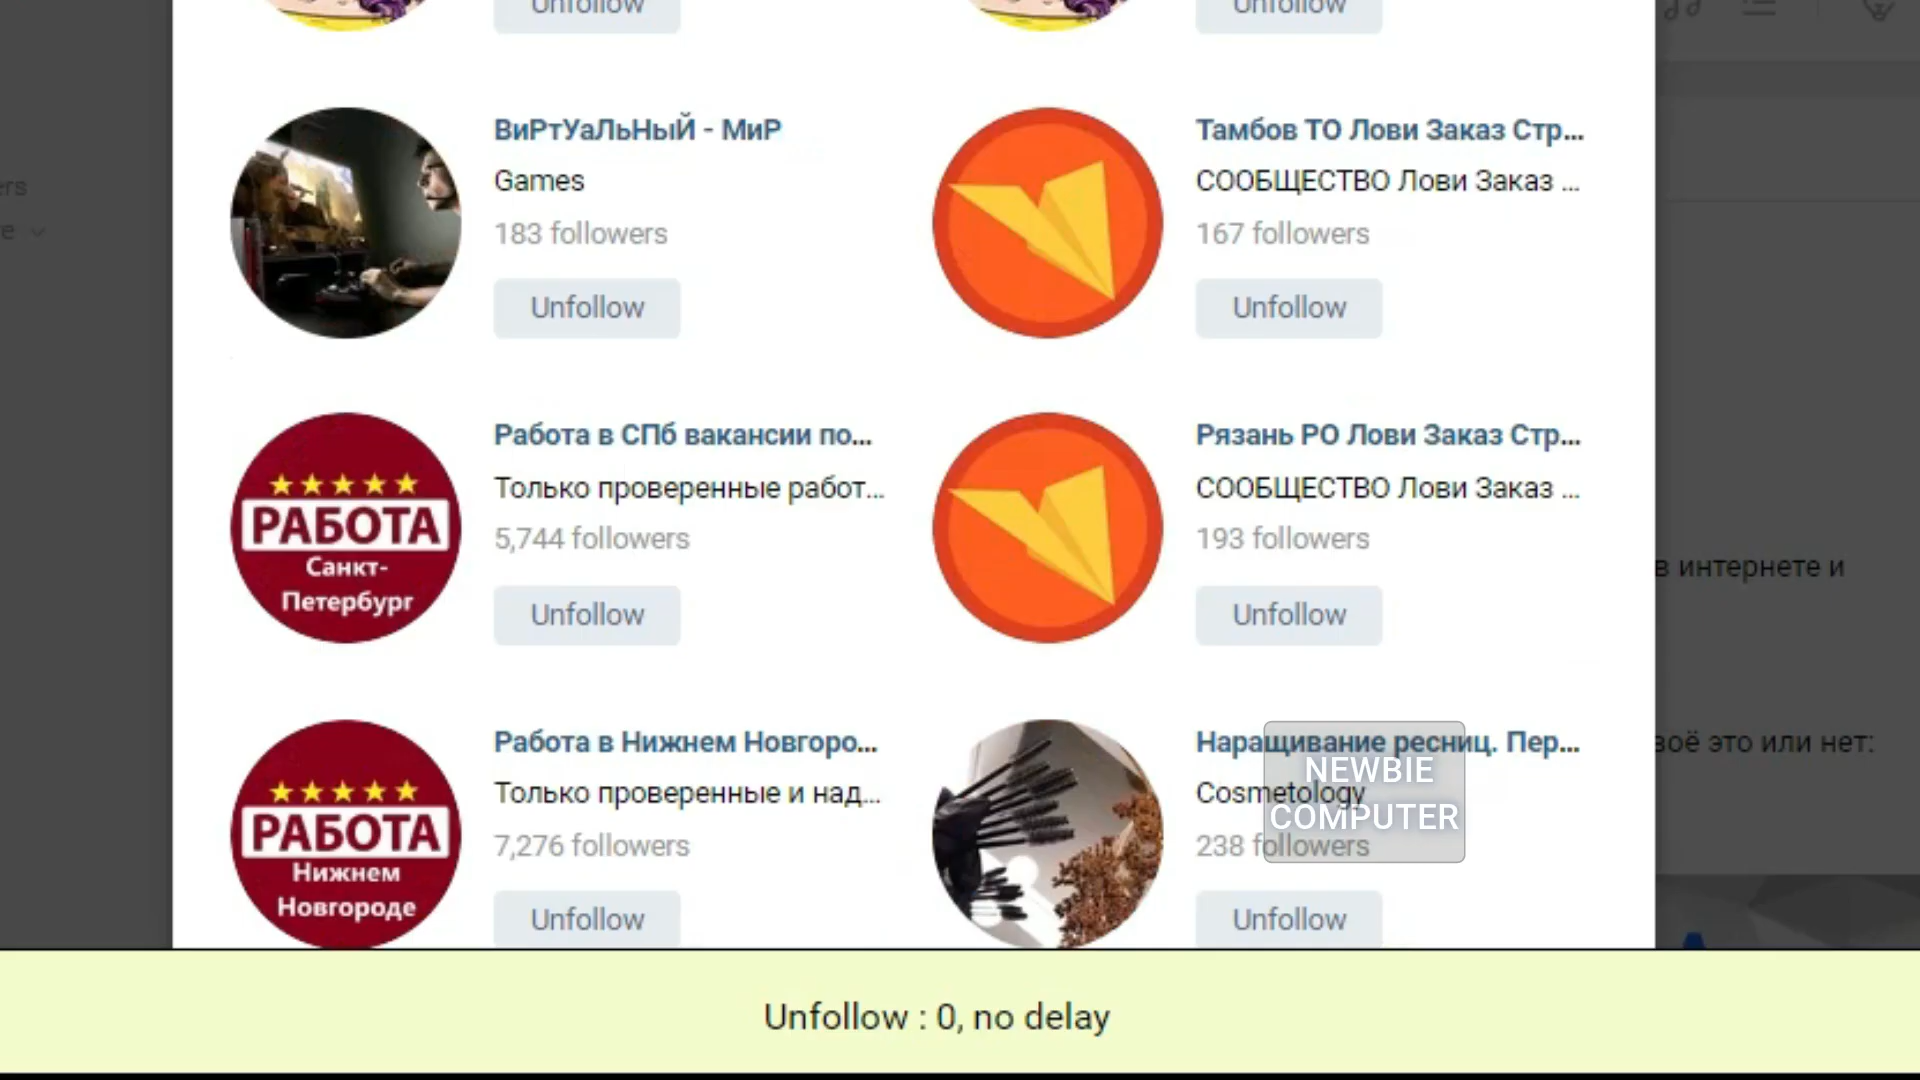 Unfollow
Unfollow
ers
e
ВиРтУаЛьНыЙ - МиР
Games
183 followers
Unfollow
Тамбов ТО Лови Заказ Стр...
СООБЩЕСТВО Лови Заказ ...
167 followers
Unfollow
РАБОТА
Санкт-
Петербург
Работа в СПб вакансии по...
Только проверенные работ...
5,744 followers
Unfollow
Рязань РО Лови Заказ Стр...
СООБЩЕСТВО Лови Заказ ...
193 followers
Unfollow
в интернете и
РАБОТА
Нижнем
Новгороде
Работа в Нижнем Новгоро...
Только проверенные и над...
7,276 followers
Unfollow
Наращивание ресниц. Пер...
Cosmetology
238 followers
Unfollow
NEWBIE
COMPUTER
воё это или нет:
Unfollow : 0, no delay